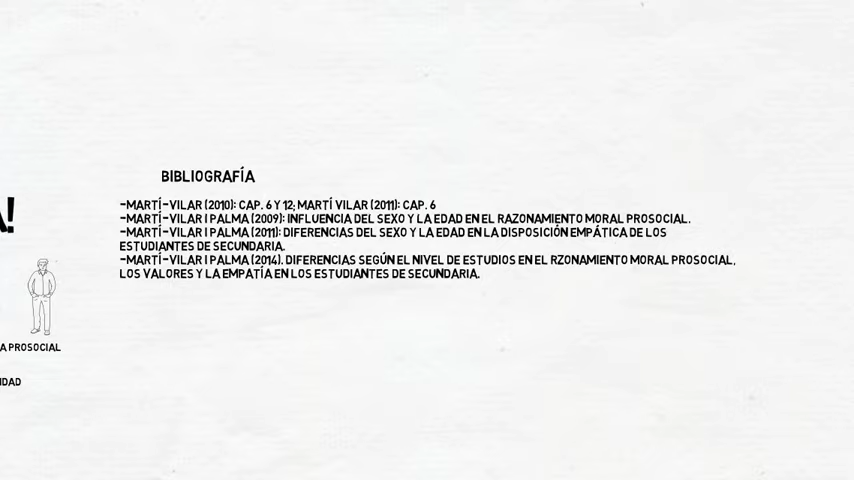 BIBLIOGRAFÍA
-MARTÍ-VILAR (2010): CAP. 6 Y 12; MARTÍ VILAR (2011): CAP. 6
-MARTÍ-VILAR I PALMA (2009): INFLUENCIA DEL SEXO Y LA EDAD EN EL RAZONAMIENTO MORAL PROSOCIAL.
-MARTÍ-VILAR I PALMA (2011): DIFERENCIAS DEL SEXO Y LA EDAD EN LA DISPOSICIÓN EMPÁTICA DE LOS
ESTUDIANTES DE SECUNDARIA.
-MARTÍ-VILAR I PALMA (2014). DIFERENCIAS SEGÚN EL NIVEL DE ESTUDIOS EN EL RZONAMIENTO MORAL PROSOCIAL,
LOS VALORES Y LA EMPATÍA EN LOS ESTUDIANTES DE SECUNDARIA.
A!
A PROSOCIAL
IDAD